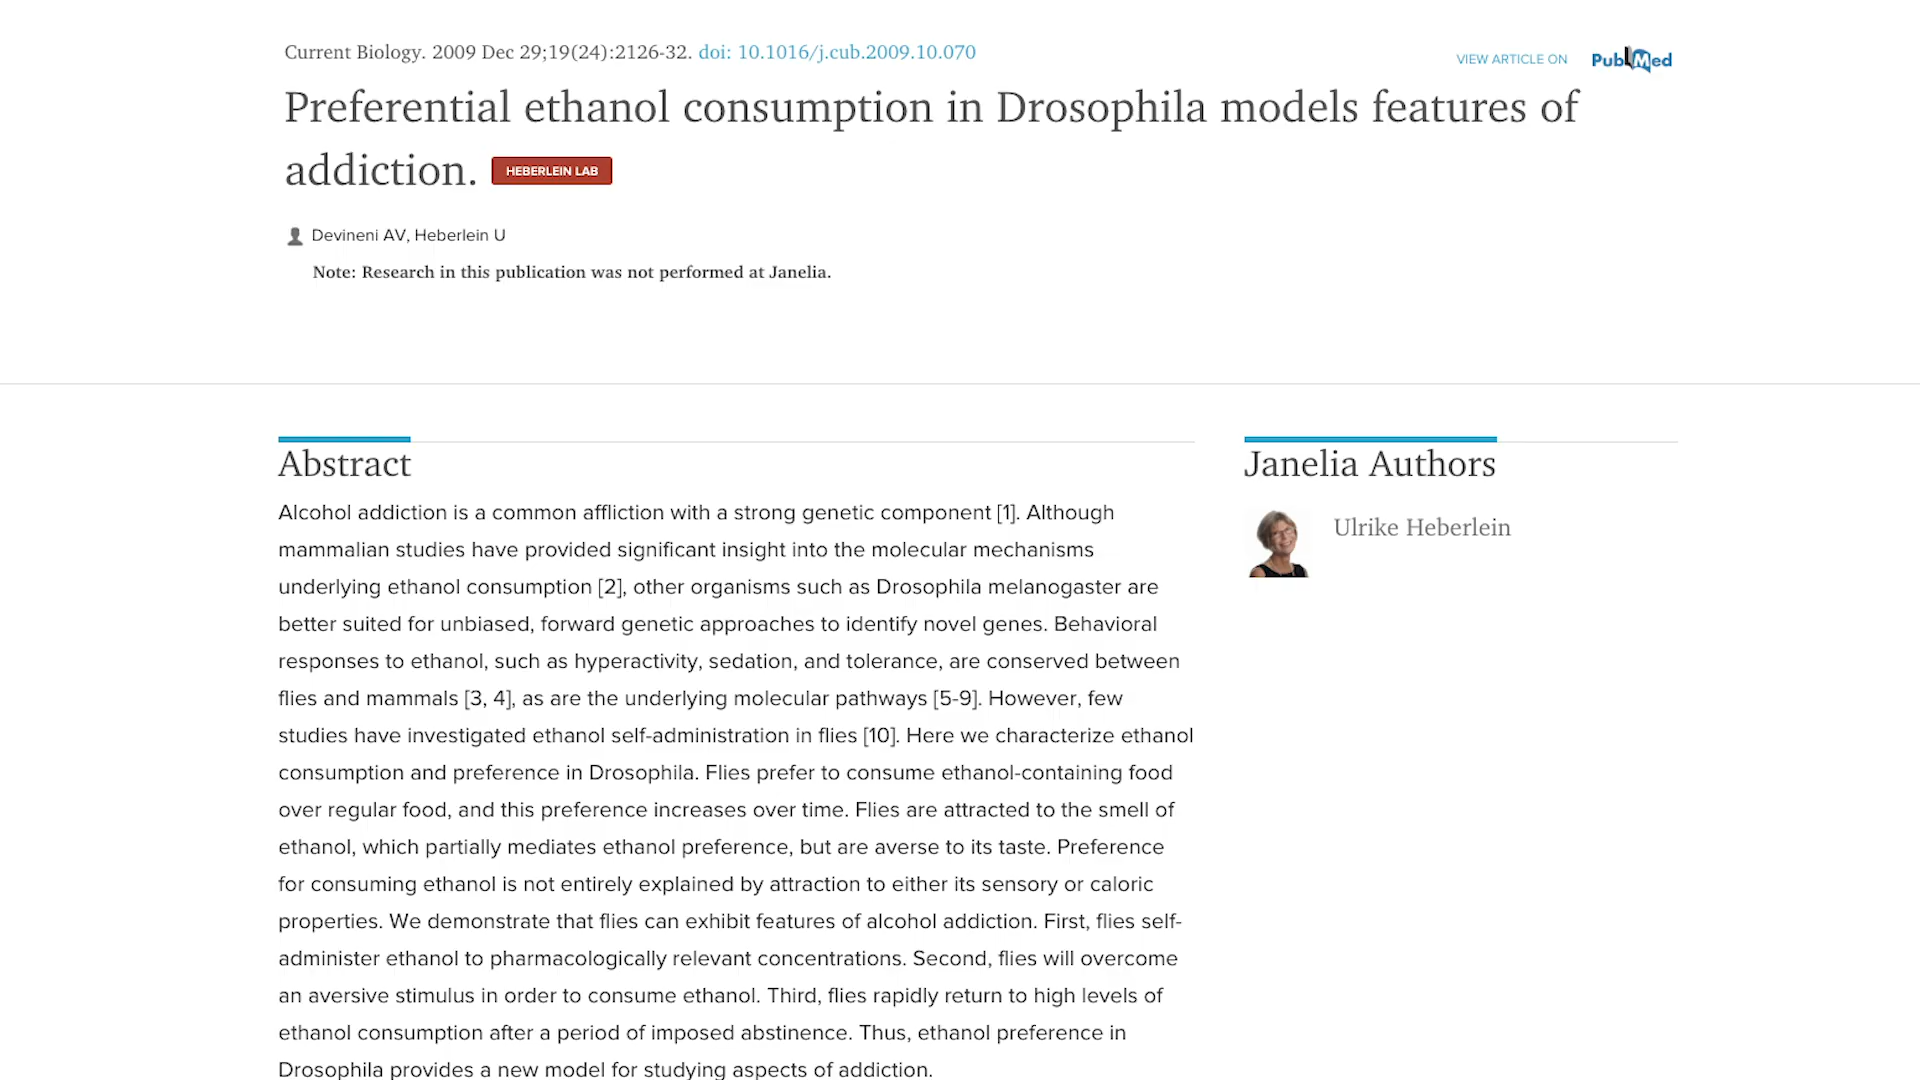 Current Biology. 2009 Dec 29;19(24):2126-32. doi: 10.1016/j.cub.2009.10.070
VIEW ARTICLE ON PubMed
Preferential ethanol consumption in Drosophila models features of
addiction. HEBERLEIN LAB
Devineni AV, Heberlein U
Note: Research in this publication was not performed at Janelia.
Abstract
Alcohol addiction is a common affliction with a strong genetic component [1]. Although
mammalian studies have provided significant insight into the molecular mechanisms
underlying ethanol consumption [2], other organisms such as Drosophila melanogaster are
better suited for unbiased, forward genetic approaches to identify novel genes. Behavioral
responses to ethanol, such as hyperactivity, sedation, and tolerance, are conserved between
flies and mammals [3, 4], as are the underlying molecular pathways [5-9]. However, few
studies have investigated ethanol self-administration in flies [10]. Here we characterize ethanol
consumption and preference in Drosophila. Flies prefer to consume ethanol-containing food
over regular food, and this preference increases over time. Flies are attracted to the smell of
ethanol, which partially mediates ethanol preference, but are averse to its taste. Preference
for consuming ethanol is not entirely explained by attraction to either its sensory or caloric
properties. We demonstrate that flies can exhibit features of alcohol addiction. First, flies self-
administer ethanol to pharmacologically relevant concentrations. Second, flies will overcome
an aversive stimulus in order to consume ethanol. Third, flies rapidly return to high levels of
ethanol consumption after a period of imposed abstinence. Thus, ethanol preference in
Drosophila provides a new model for studying aspects of addiction.
Janelia Authors
Ulrike Heberlein